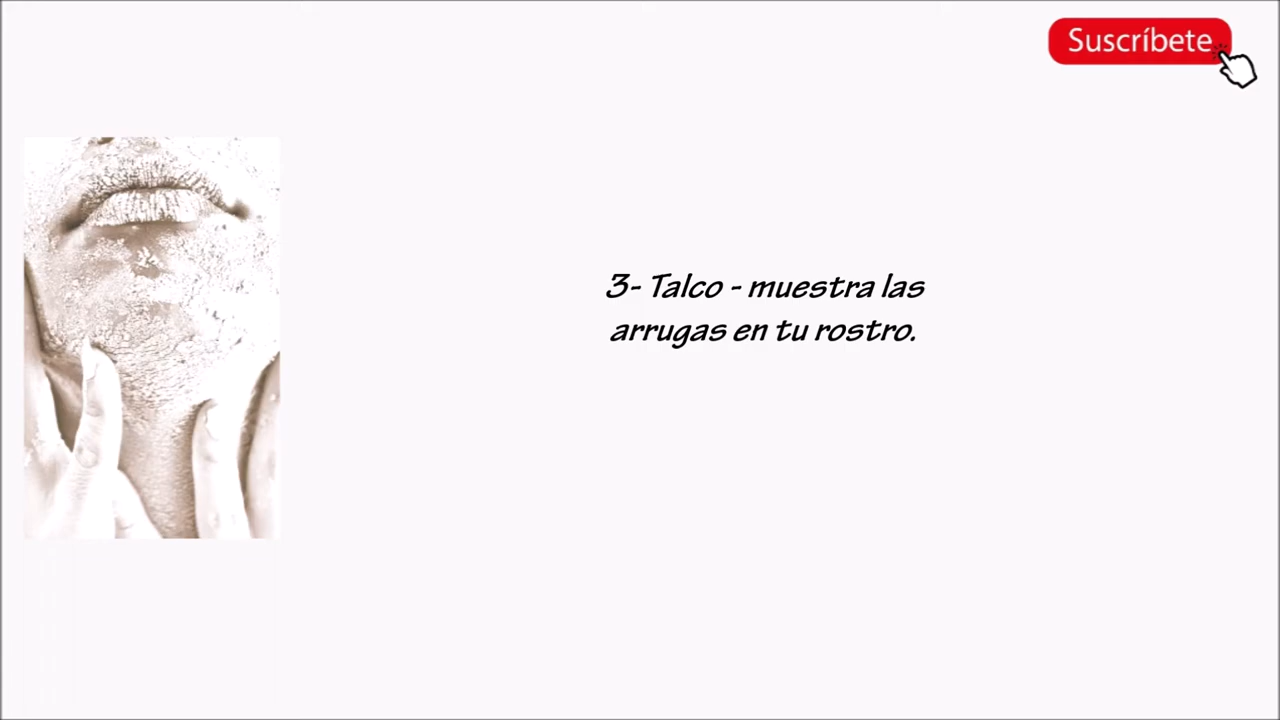 Suscríbete
3- Talco - muestra las
arrugas en tu rostro.